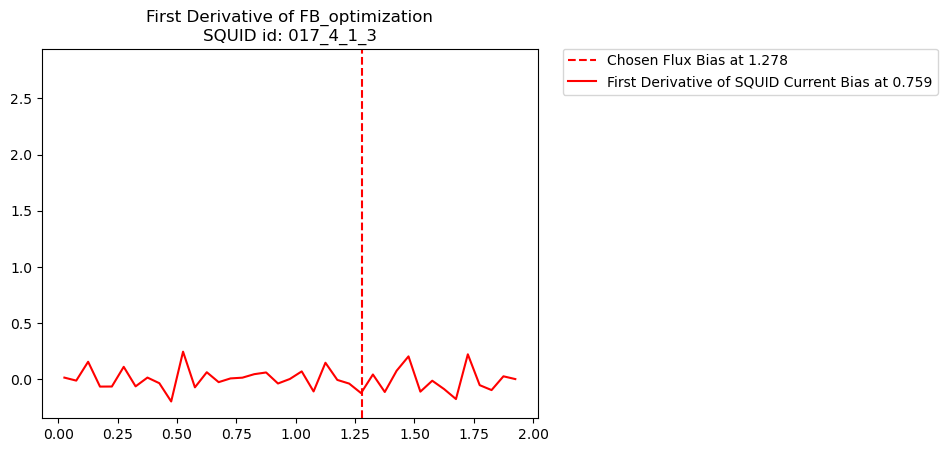 First Derivative of FB_optimization
SQUID id: 017_4_1_3
Chosen Flux Bias at 1.278
First Derivative of SQUID Current Bias at 0.759
2.5
2.0
1.5
1.0
0.5
0.0
0.00 0.25 0.50 0.75 1.00 1.25 1.50 1.75 2.00